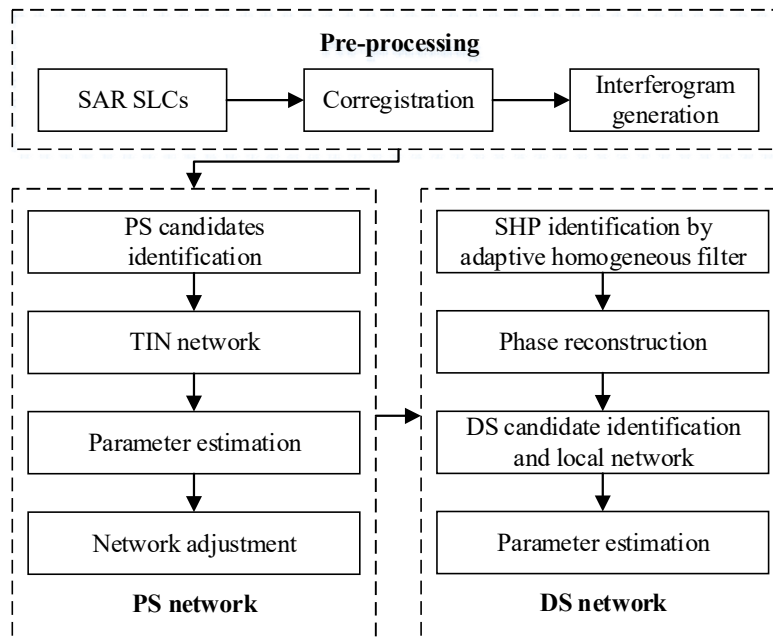 Pre-processing
SAR SLCs
Corregistration
Interferogram
generation
PS candidates
identification
TIN network
Parameter estimation
Network adjustment
PS network
SHP identification by
adaptive homogeneous filter
Phase reconstruction
DS candidate identification
and local network
Parameter estimation
DS network